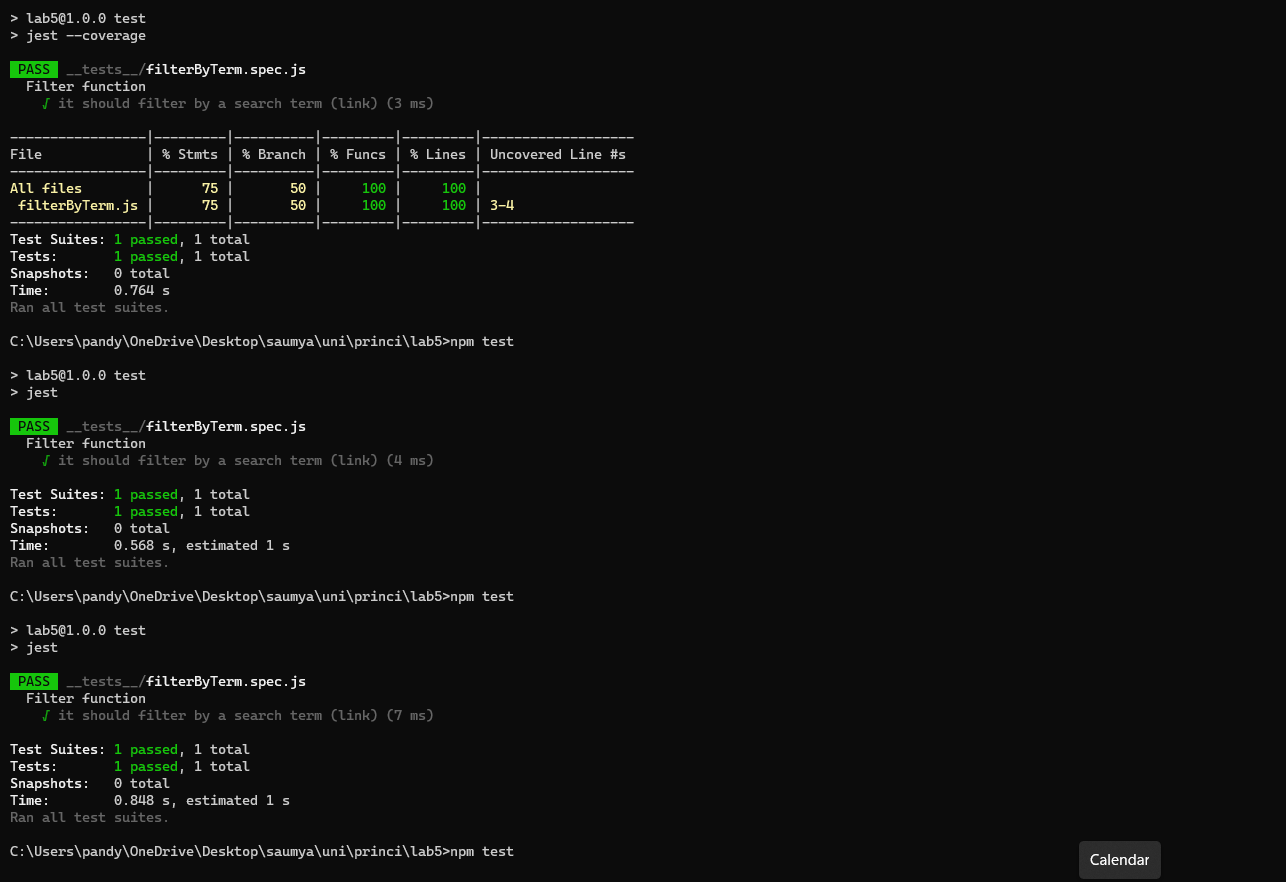 > lab5@1.0.0 test
> jest --coverage
PASS __tests__/filterByTerm.spec.js
Filter function
√ it should filter by a search term (link) (3 ms)
-----------------|---------|----------|---------|---------|-------------------
File             | % Stmts | % Branch | % Funcs | % Lines | Uncovered Line #s
-----------------|---------|----------|---------|---------|-------------------
All files        |      75 |       50 |     100 |     100 |
 filterByTerm.js |      75 |       50 |     100 |     100 | 3-4
-----------------|---------|----------|---------|---------|-------------------
Test Suites: 1 passed, 1 total
Tests:       1 passed, 1 total
Snapshots:   0 total
Time:        0.764 s
Ran all test suites.
C:\Users\pandy\OneDrive\Desktop\saumya\uni\princi\lab5>npm test
> lab5@1.0.0 test
> jest
PASS __tests__/filterByTerm.spec.js
Filter function
√ it should filter by a search term (link) (4 ms)
Test Suites: 1 passed, 1 total
Tests:       1 passed, 1 total
Snapshots:   0 total
Time:        0.568 s, estimated 1 s
Ran all test suites.
C:\Users\pandy\OneDrive\Desktop\saumya\uni\princi\lab5>npm test
> lab5@1.0.0 test
> jest
PASS __tests__/filterByTerm.spec.js
Filter function
√ it should filter by a search term (link) (7 ms)
Test Suites: 1 passed, 1 total
Tests:       1 passed, 1 total
Snapshots:   0 total
Time:        0.848 s, estimated 1 s
Ran all test suites.
C:\Users\pandy\OneDrive\Desktop\saumya\uni\princi\lab5>npm test
Calendar